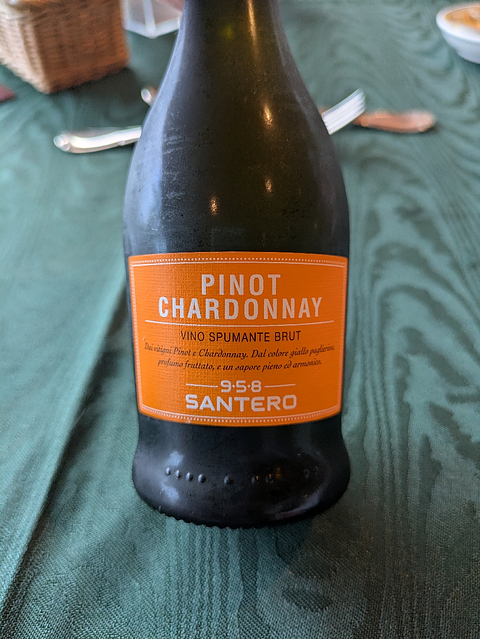 PINOT
CHARDONNAY
VINO SPUMANTE BRUT
Dai vitigni Pinot e Chardonnay. Dal colore giallo paglierino,
profumo fruttato, e un sapore pieno ed armonico.
9·5·8
SANTERO